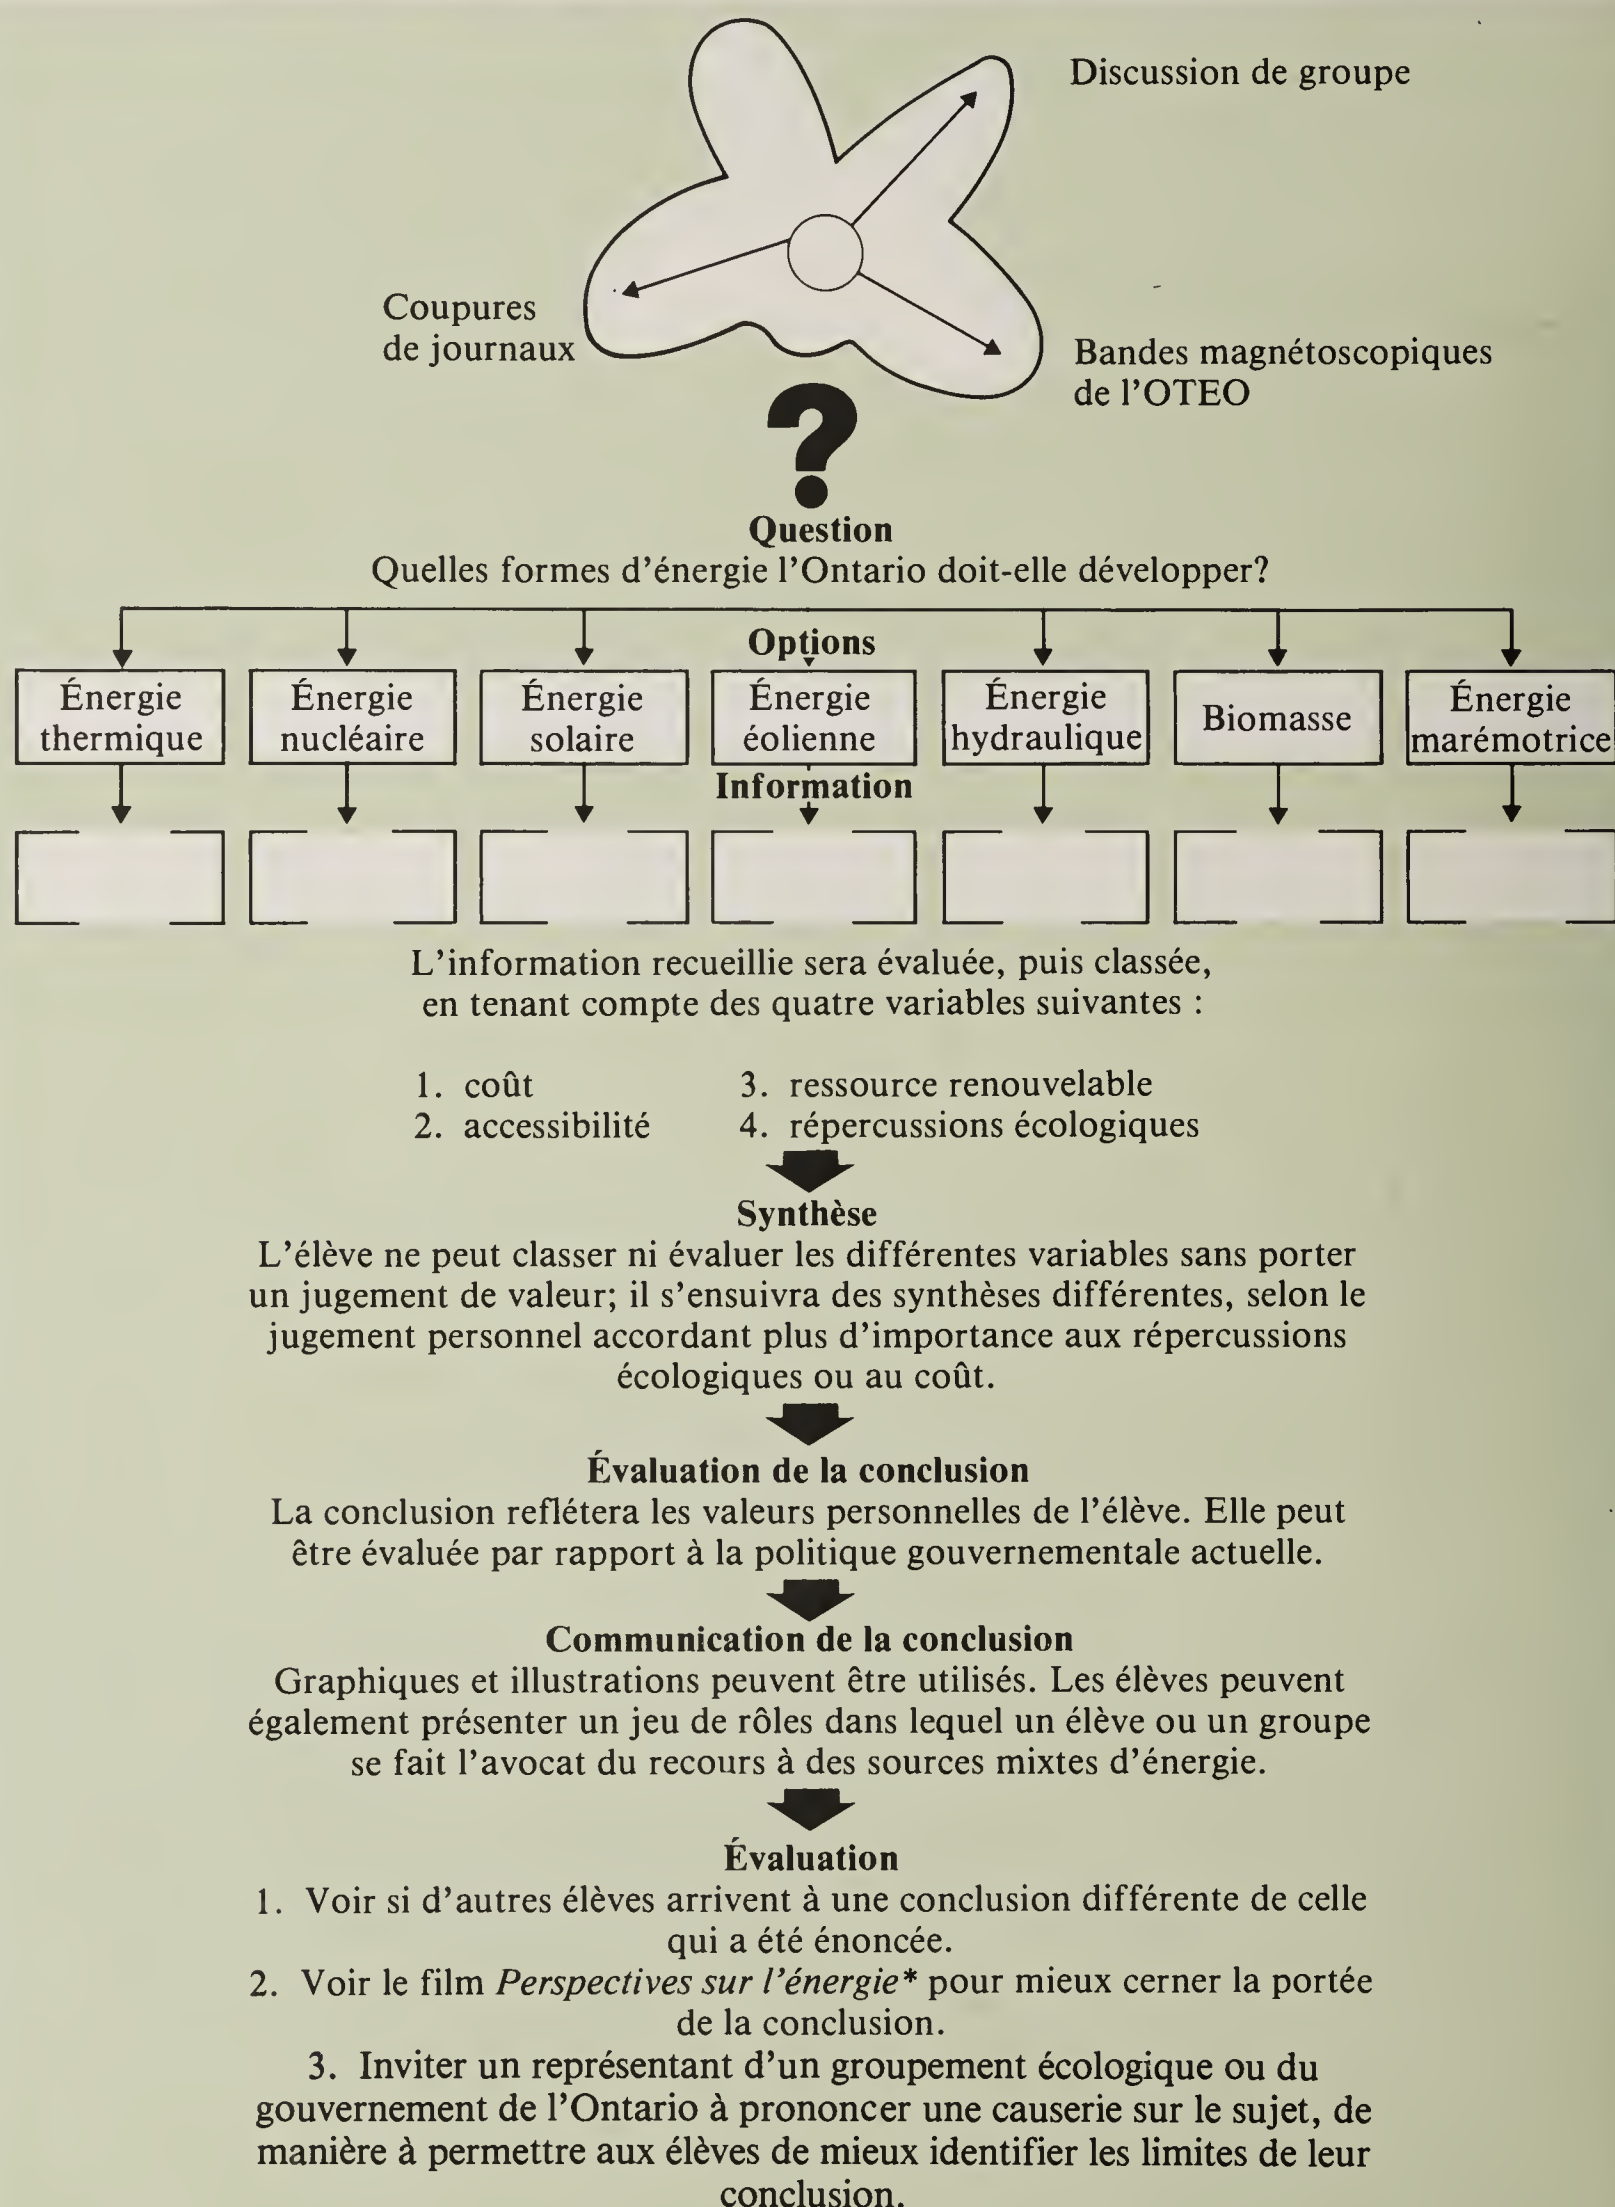 Discussion de groupe
Coupures
de journaux
Bandes magnétoscopiques
de l'OTEO
?
Question
Quelles formes d'énergie l'Ontario doit-elle développer?
Options
Énergie
thermique
Énergie
nucléaire
Énergie
solaire
Énergie
éolienne
Énergie
hydraulique
Biomasse
Énergie
marémotrice
Information
L'information recueillie sera évaluée, puis classée,
en tenant compte des quatre variables suivantes :
1. coût
2. accessibilité
3. ressource renouvelable
4. répercussions écologiques
Synthèse
L'élève ne peut classer ni évaluer les différentes variables sans porter
un jugement de valeur; il s'ensuivra des synthèses différentes, selon le
jugement personnel accordant plus d'importance aux répercussions
écologiques ou au coût.
Évaluation de la conclusion
La conclusion reflétera les valeurs personnelles de l'élève. Elle peut
être évaluée par rapport à la politique gouvernementale actuelle.
Communication de la conclusion
Graphiques et illustrations peuvent être utilisés. Les élèves peuvent
également présenter un jeu de rôles dans lequel un élève ou un groupe
se fait l'avocat du recours à des sources mixtes d'énergie.
Évaluation
1. Voir si d'autres élèves arrivent à une conclusion différente de celle
qui a été énoncée.
2. Voir le film Perspectives sur l'énergie* pour mieux cerner la portée
de la conclusion.
3. Inviter un représentant d'un groupement écologique ou du
gouvernement de l'Ontario à prononcer une causerie sur le sujet, de
manière à permettre aux élèves de mieux identifier les limites de leur
conclusion.